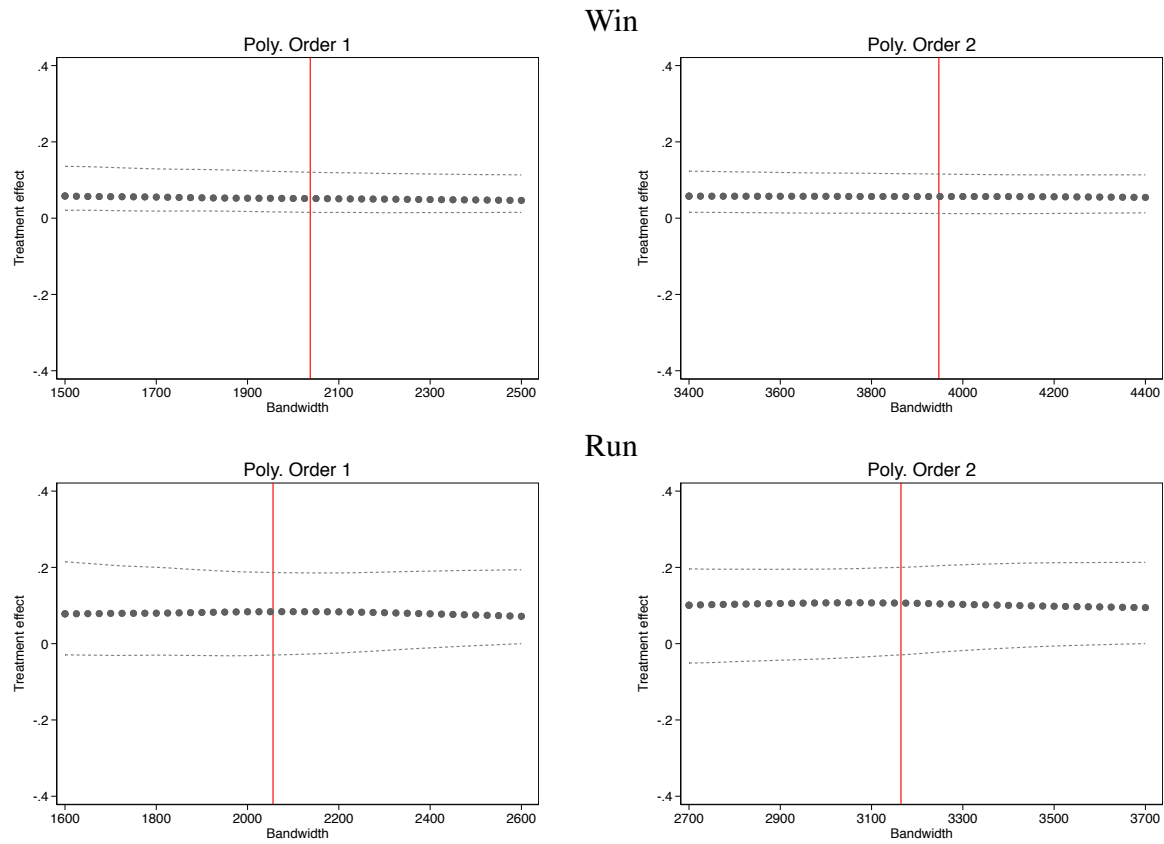 Win
Poly. Order 1
.4
.2
0
-.2
-.4
Treatment effect
1500 1700 1900 2100 2300 2500
Bandwidth
Poly. Order 2
.4
.2
0
-.2
-.4
Treatment effect
3400 3600 3800 4000 4200 4400
Bandwidth
Run
Poly. Order 1
.4
.2
0
-.2
-.4
Treatment effect
1600 1800 2000 2200 2400 2600
Bandwidth
Poly. Order 2
.4
.2
0
-.2
-.4
Treatment effect
2700 2900 3100 3300 3500 3700
Bandwidth